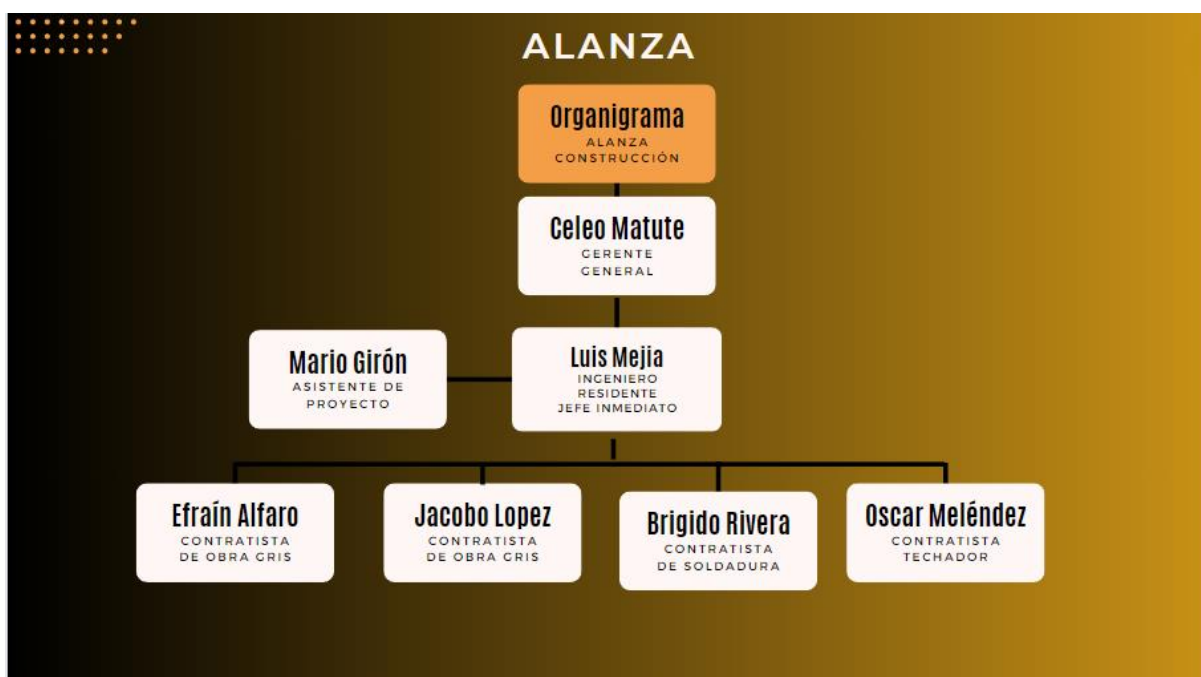 ALANZA
Organigrama
ALANZA
CONSTRUCCIÓN
Celeo Matute
GERENTE
GENERAL
Mario Girón
ASISTENTE DE
PROYECTO
Luis Mejia
INGENIERO
RESIDENTE
JEFE INMEDIATO
Efraín Alfaro
CONTRATISTA
DE OBRA GRIS
Jacobo Lopez
CONTRATISTA
DE OBRA GRIS
Brigido Rivera
CONTRATISTA
DE SOLDADURA
Oscar Meléndez
CONTRATISTA
TECHADOR